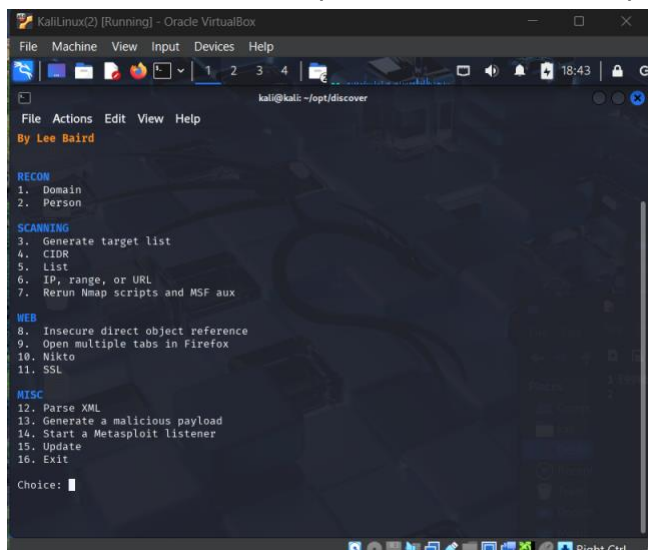 KaliLinux(2) [Running] - Oracle VirtualBox
File Machine View Input Devices Help
1 2 3 4 18:43
kali@kali: ~/opt/discover
File Actions Edit View Help
By Lee Baird
RECON
1. Domain
2. Person
SCANNING
3. Generate target list
4. CIDR
5. List
6. IP, range, or URL
7. Rerun Nmap scripts and MSF aux
WEB
8. Insecure direct object reference
9. Open multiple tabs in Firefox
10. Nikto
11. SSL
MISC
12. Parse XML
13. Generate a malicious payload
14. Start a Metasploit listener
15. Update
16. Exit
Choice:
Right Ctrl